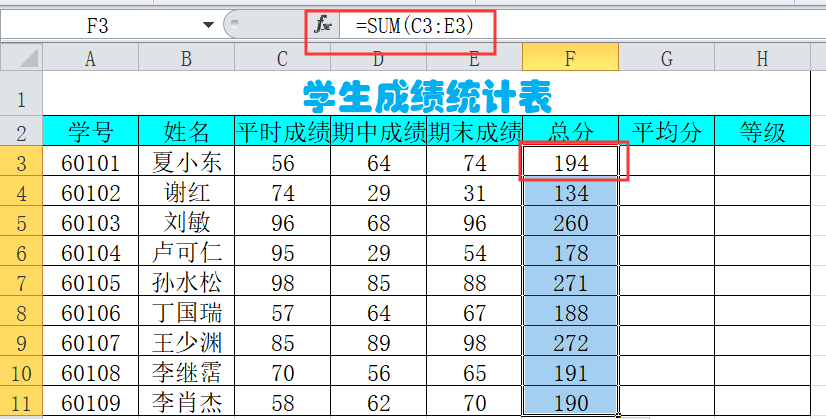 F3 fx =SUM(C3:E3)
A B C D E F G H
1 学生成绩统计表
2 学号 姓名 平时成绩 期中成绩 期末成绩 总分 平均分 等级
3 60101 夏小东 56 64 74 194
4 60102 谢红 74 29 31 134
5 60103 刘敏 96 68 96 260
6 60104 卢可仁 95 29 54 178
7 60105 孙水松 98 85 88 271
8 60106 丁国瑞 57 64 67 188
9 60107 王少渊 85 89 98 272
10 60108 李继霑 70 56 65 191
11 60109 李肖杰 58 62 70 190